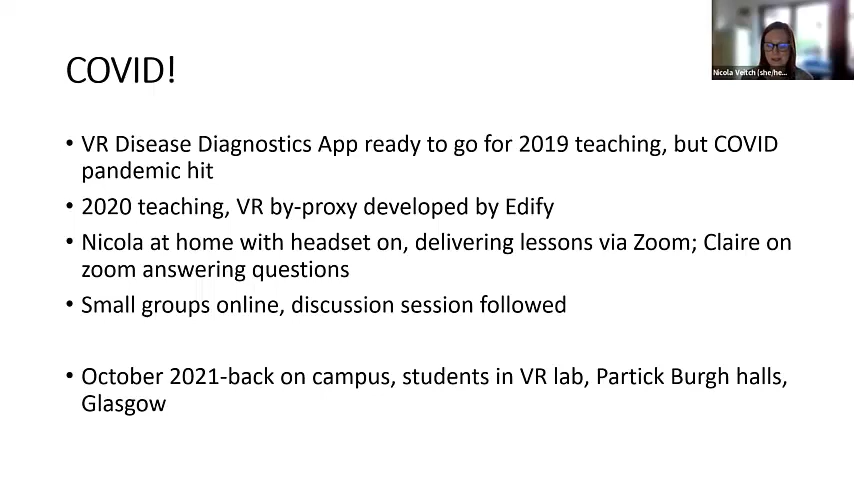 COVID!
Nicola Veitch (she/he...
• VR Disease Diagnostics App ready to go for 2019 teaching, but COVID
pandemic hit
• 2020 teaching, VR by-proxy developed by Edify
• Nicola at home with headset on, delivering lessons via Zoom; Claire on
zoom answering questions
• Small groups online, discussion session followed
• October 2021-back on campus, students in VR lab, Partick Burgh halls,
Glasgow